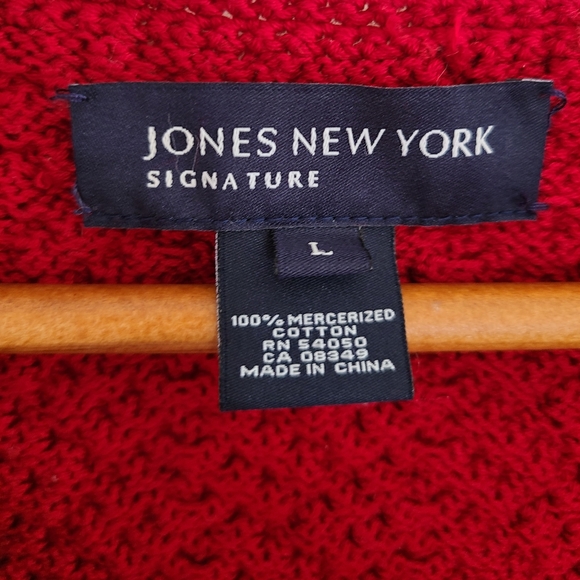 JONES NEW YORK
SIGNATURE
L
100% MERCERIZED
COTTON
RN 54050
CA 08349
MADE IN CHINA